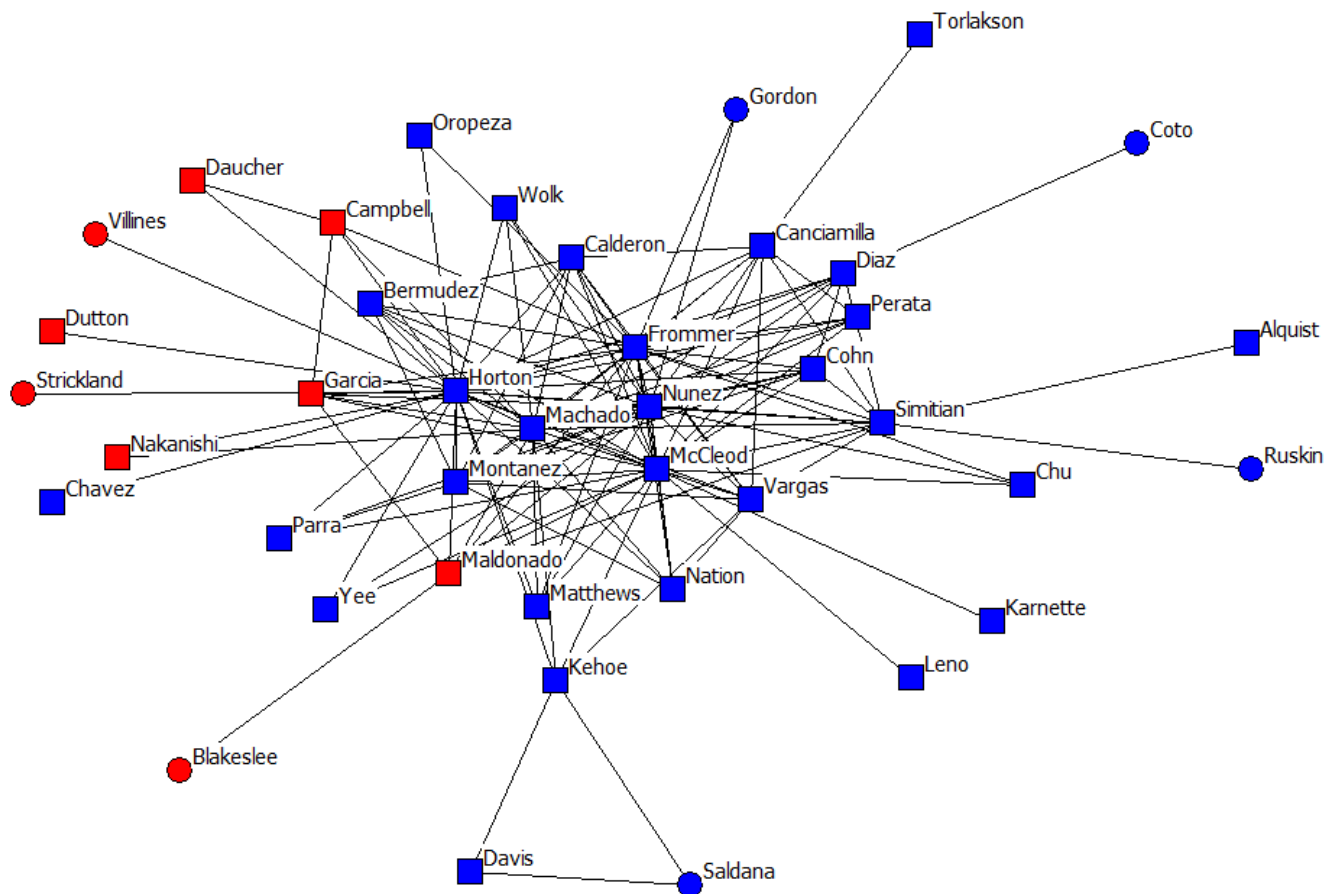 Torlakson
Gordon
Coto
Oropeza
Daucher
Wolk
Campbell
Villines
Calderon
Canciamilla
Diaz
Bermudez
Perata
Dutton
Frommer
Alquist
Cohn
Strickland
Garcia
Horton
Nunez
Simitian
Machado
Nakanishi
McCleod
Montanez
Chavez
Vargas
Chu
Ruskin
Parra
Maldonado
Nation
Yee
Matthews
Karnette
Leno
Kehoe
Blakeslee
Davis
Saldana